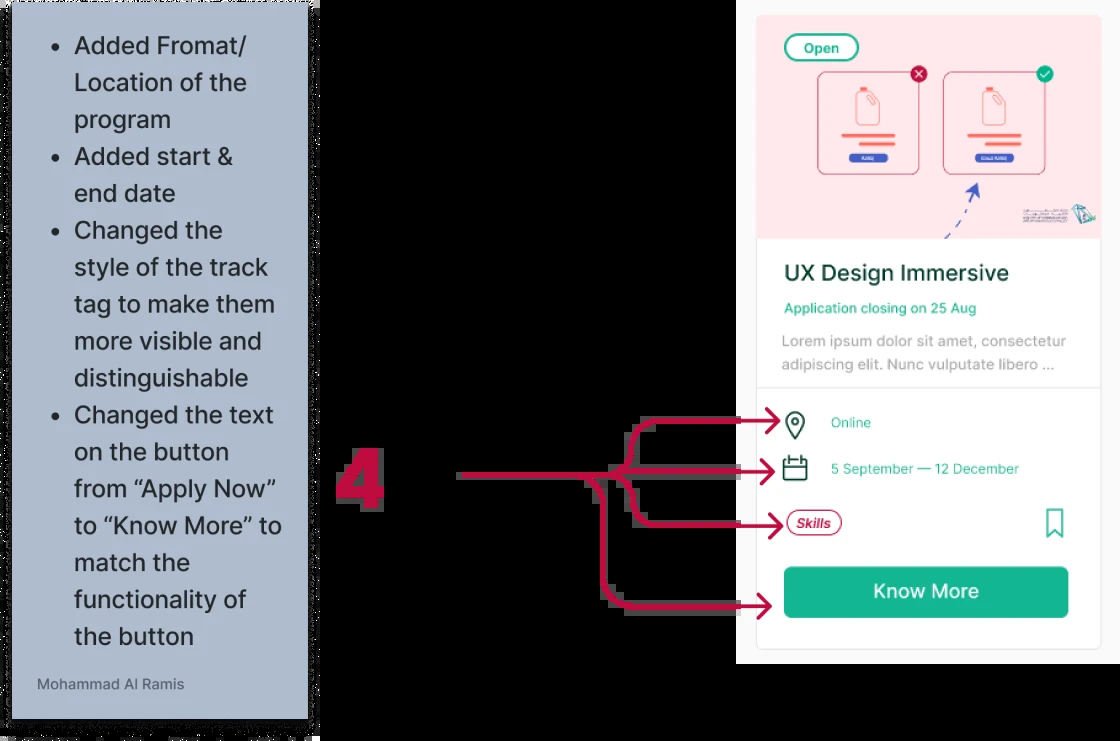 • Added Fromat/
Location of the
program
• Added start &
end date
• Changed the
style of the track
tag to make them
more visible and
distinguishable
• Changed the text
on the button
from “Apply Now”
to “Know More” to
match the
functionality of
the button
Mohammad Al Ramis
4
Open
UX Design Immersive
Application closing on 25 Aug
Lorem ipsum dolor sit amet, consectetur
adipiscing elit. Nunc vulputate libero ...
Online
5 September — 12 December
Skills
Know More